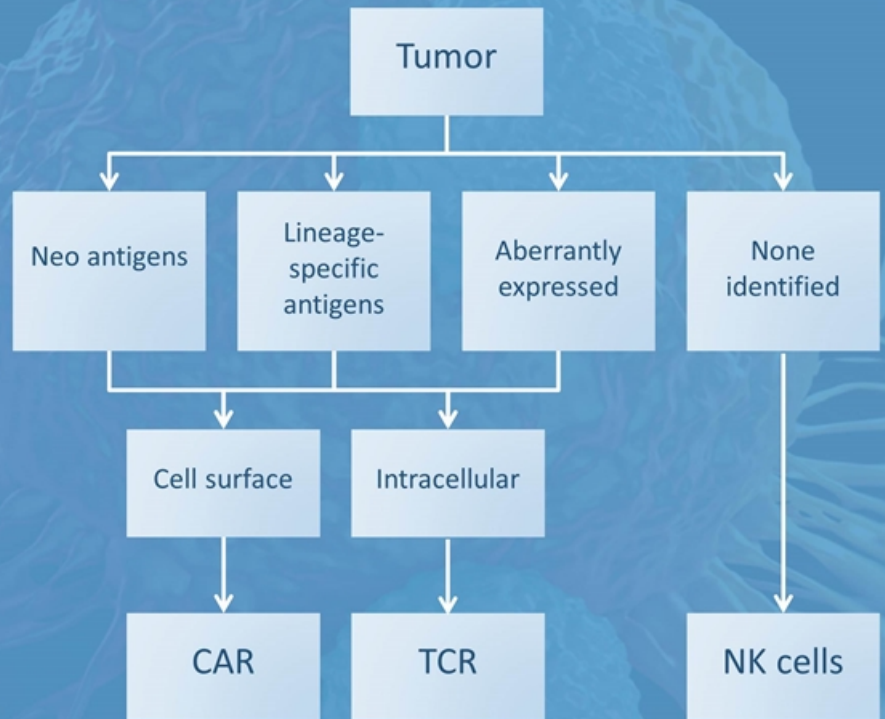 Tumor
Neo antigens
Lineage-
specific
antigens
Aberrantly
expressed
None
identified
Cell surface
Intracellular
CAR
TCR
NK cells